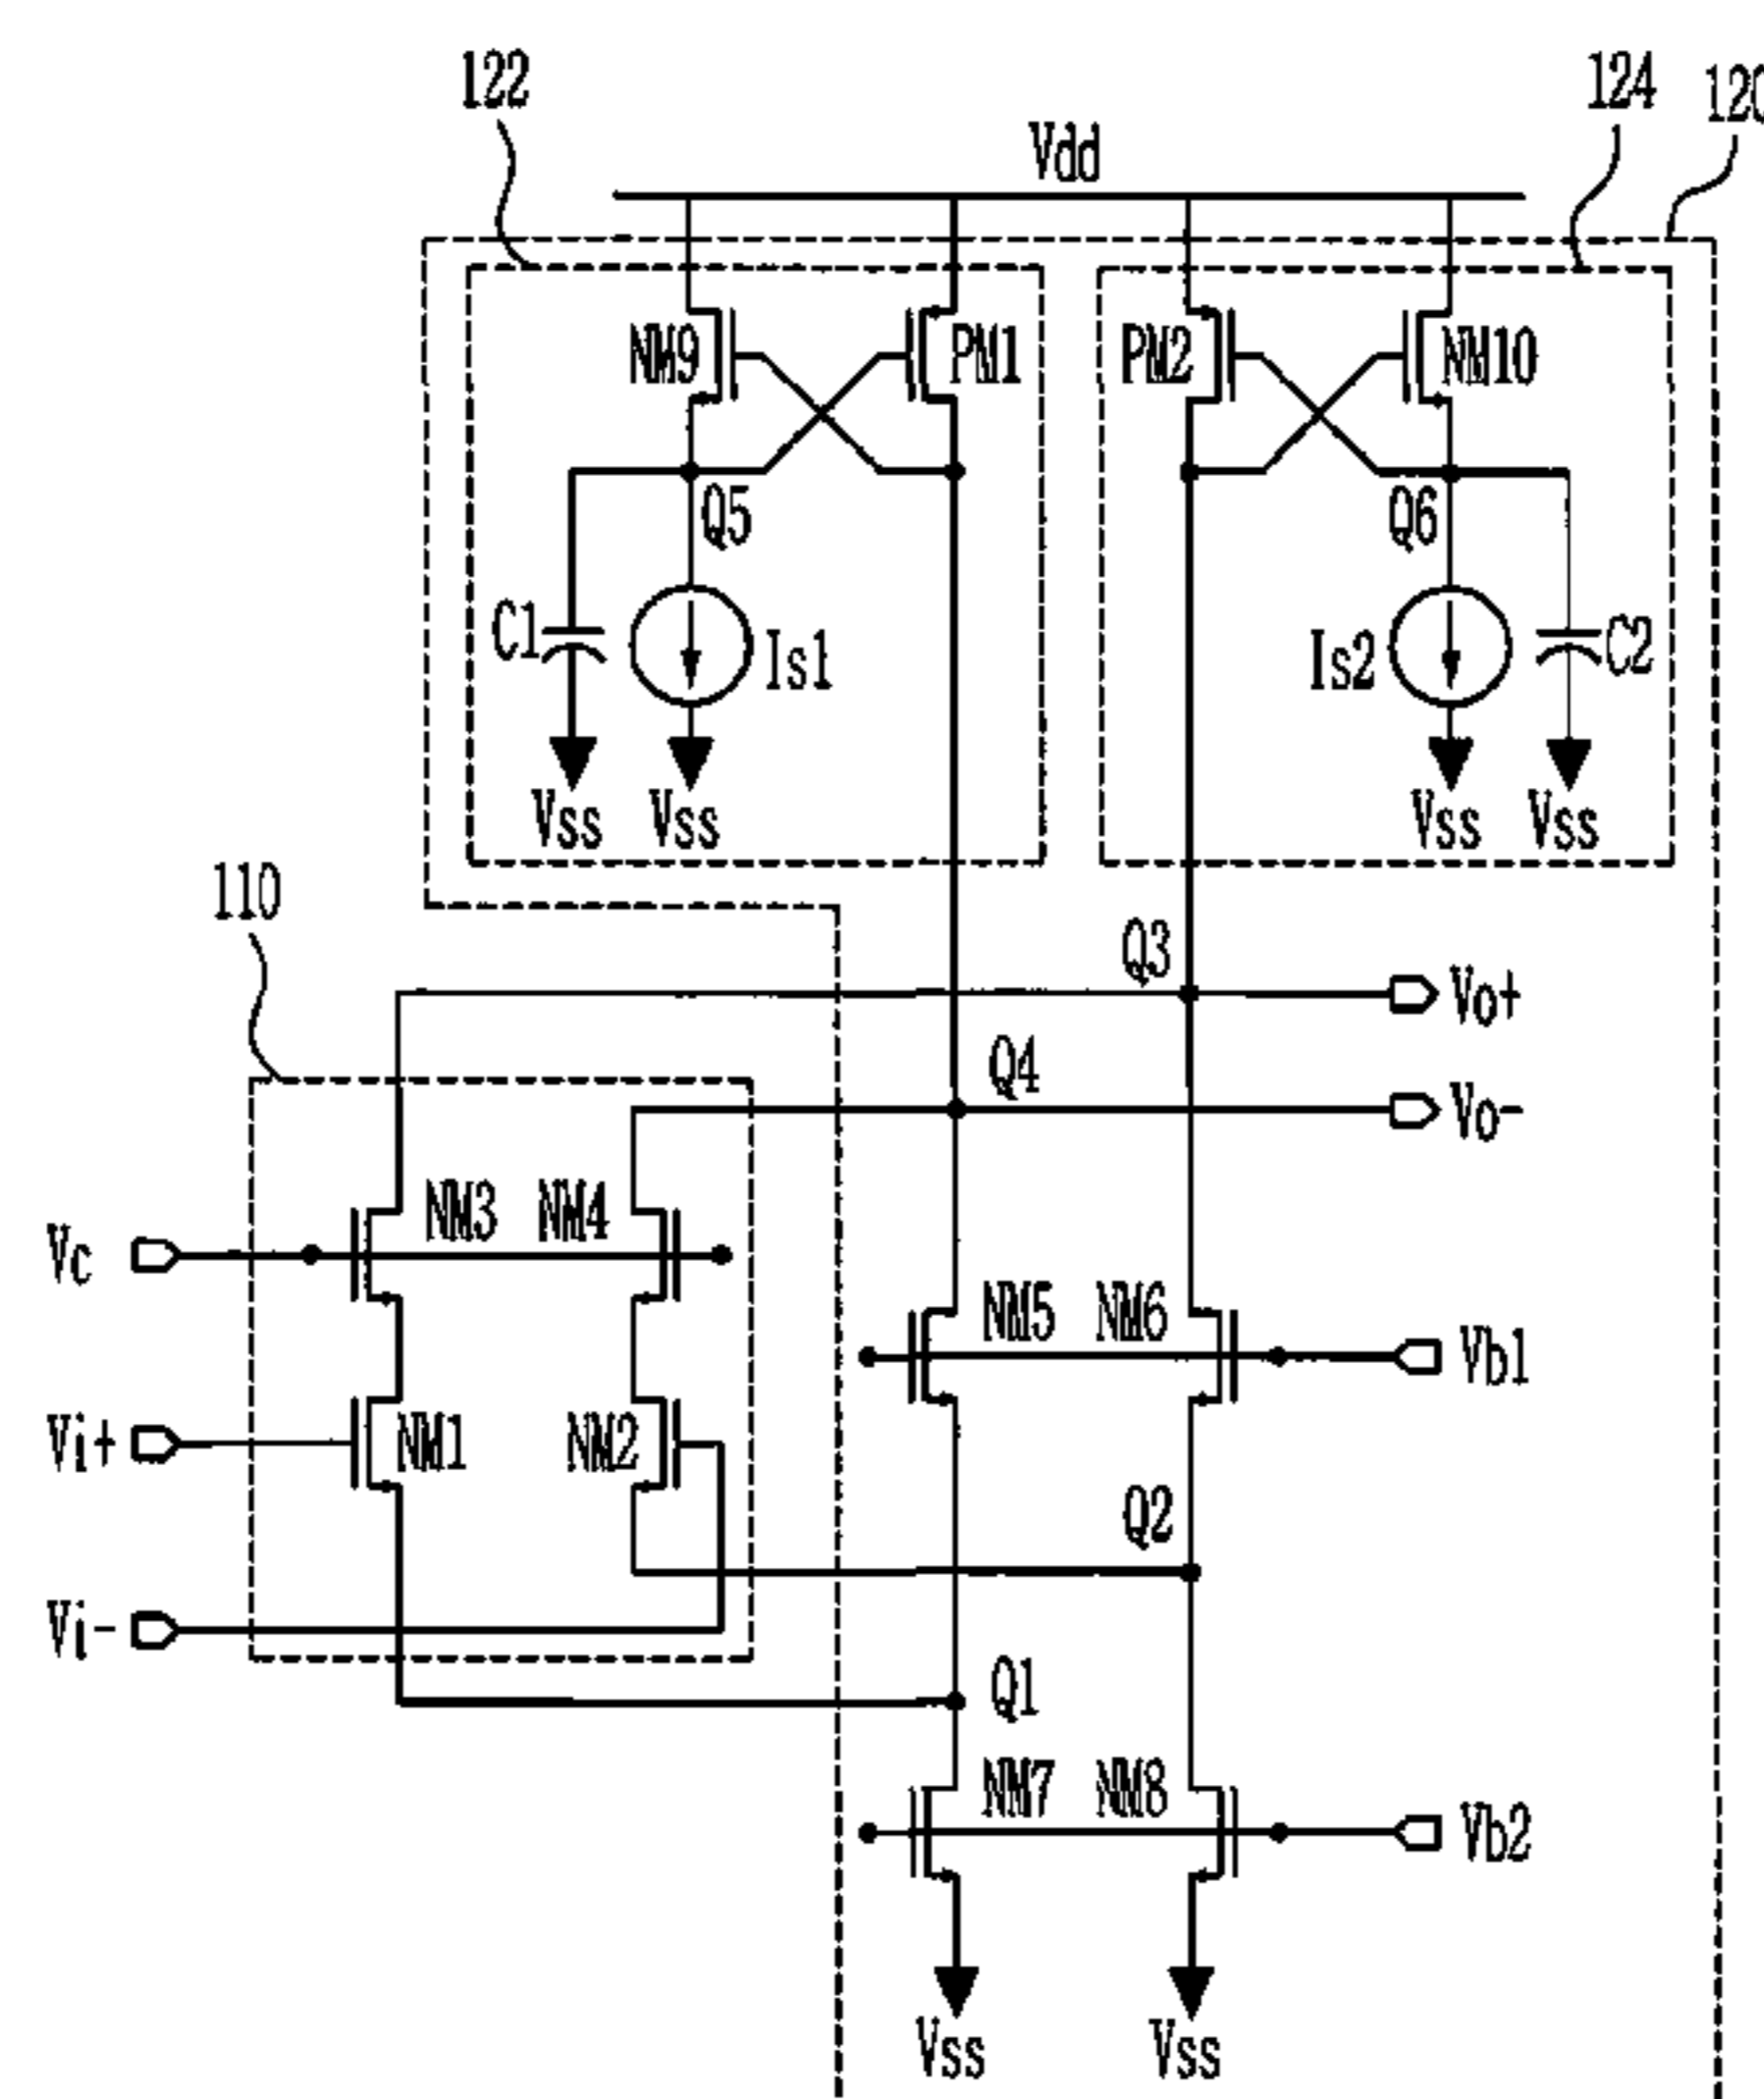 122
124
120
Vdd
NM9
PM1
PM2
NM10
Q5
Q6
C1
Is1
Is2
C2
Vss
Vss
Vss
Vss
110
Q3
Vo+
Q4
Vo-
NM3
NM4
Vc
NM5
NM6
Vb1
Vi+
NM1
NM2
Q2
Vi-
Q1
NM7
NM8
Vb2
Vss
Vss